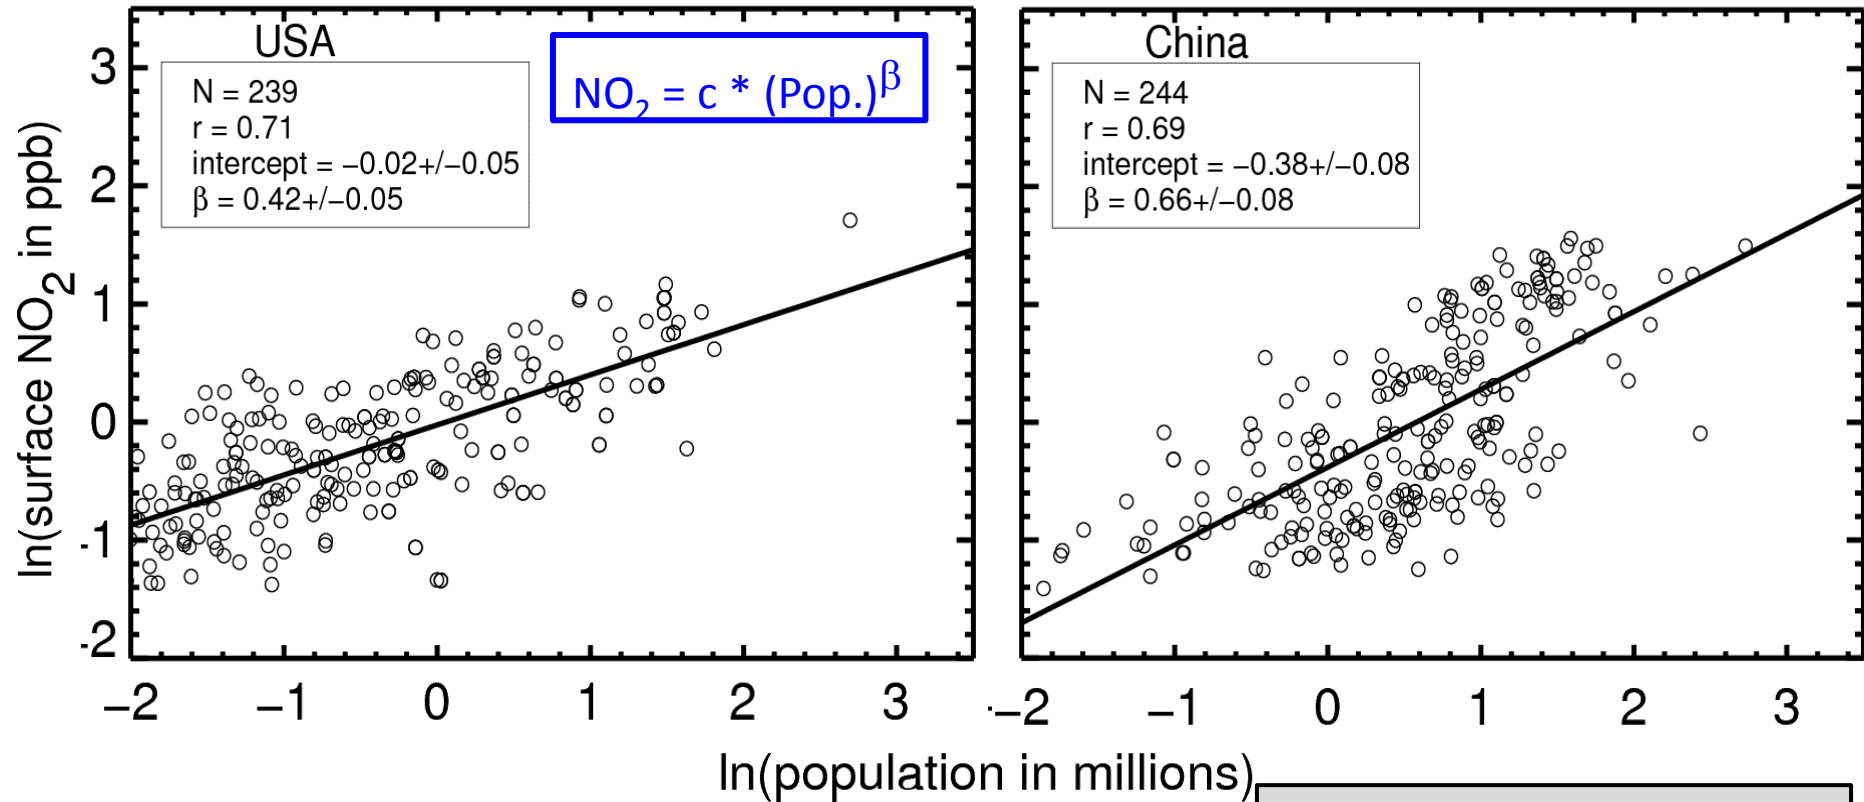 USA
NO₂ = c * (Pop.)^β
N = 239
r = 0.71
intercept = −0.02+/−0.05
β = 0.42+/−0.05
China
N = 244
r = 0.69
intercept = −0.38+/−0.08
β = 0.66+/−0.08
ln(surface NO₂ in ppb)
3
2
1
0
-1
-2
−2 −1 0 1 2 3
−2 −1 0 1 2 3
ln(population in millions)